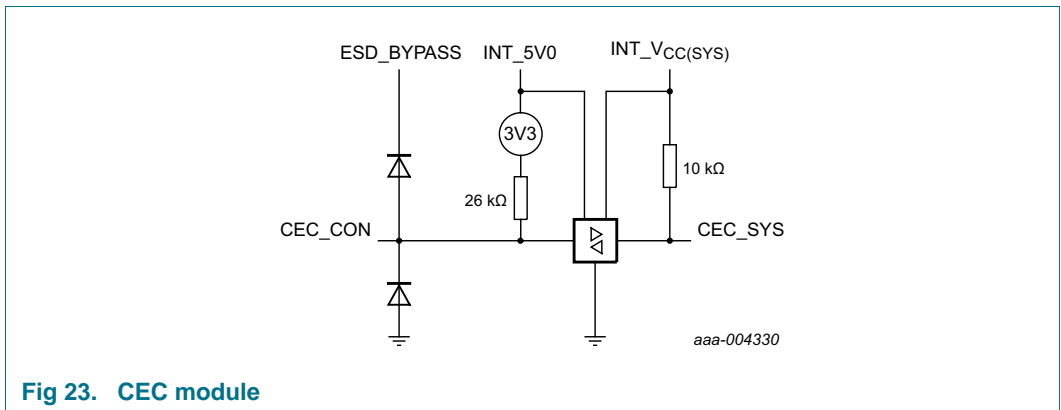 ESD_BYPASS INT_5V0 INT_VCC(SYS)
3V3
10 kΩ
26 kΩ
CEC_CON CEC_SYS
aaa-004330
Fig 23. CEC module